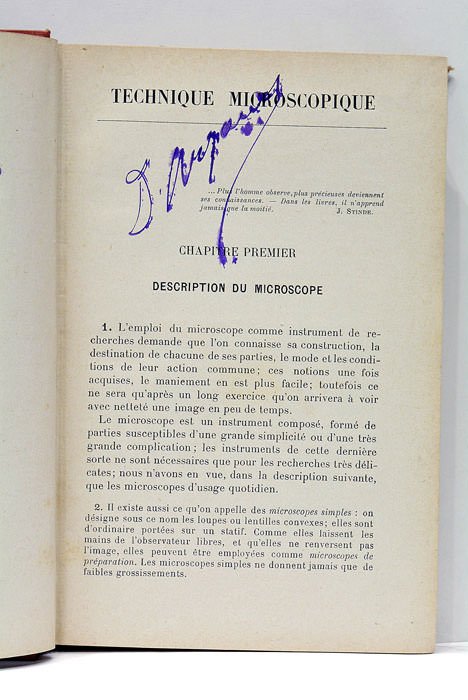 TECHNIQUE MICROSCOPIQUE
...Plus l'homme observe, plus précieuses deviennent
ses connaissances. — Dans les livres, il n'apprend
jamais que la moitié. J. STINDE.
CHAPITRE PREMIER
DESCRIPTION DU MICROSCOPE
1. L'emploi du microscope comme instrument de re-
cherches demande que l'on connaisse sa construction, la
destination de chacune de ses parties, le mode et les condi-
tions de leur action commune; ces notions une fois
acquises, le maniement en est plus facile; toutefois ce
ne sera qu'après un long exercice qu'on arrivera à voir
avec netteté une image en peu de temps.
Le microscope est un instrument composé, formé de
parties susceptibles d'une grande simplicité ou d'une très
grande complication; les instruments de cette dernière
sorte ne sont nécessaires que pour les recherches très déli-
cates; nous n'avons en vue, dans la description suivante,
que les microscopes d'usage quotidien.
2. Il existe aussi ce qu'on appelle des microscopes simples : on
désigne sous ce nom les loupes ou lentilles convexes; elles sont
d'ordinaire portées sur un statif. Comme elles laissent les
mains de l'observateur libres, et qu'elles ne renversent pas
l'image, elles peuvent être employées comme microscopes de
préparation. Les microscopes simples ne donnent jamais que de
faibles grossissements.